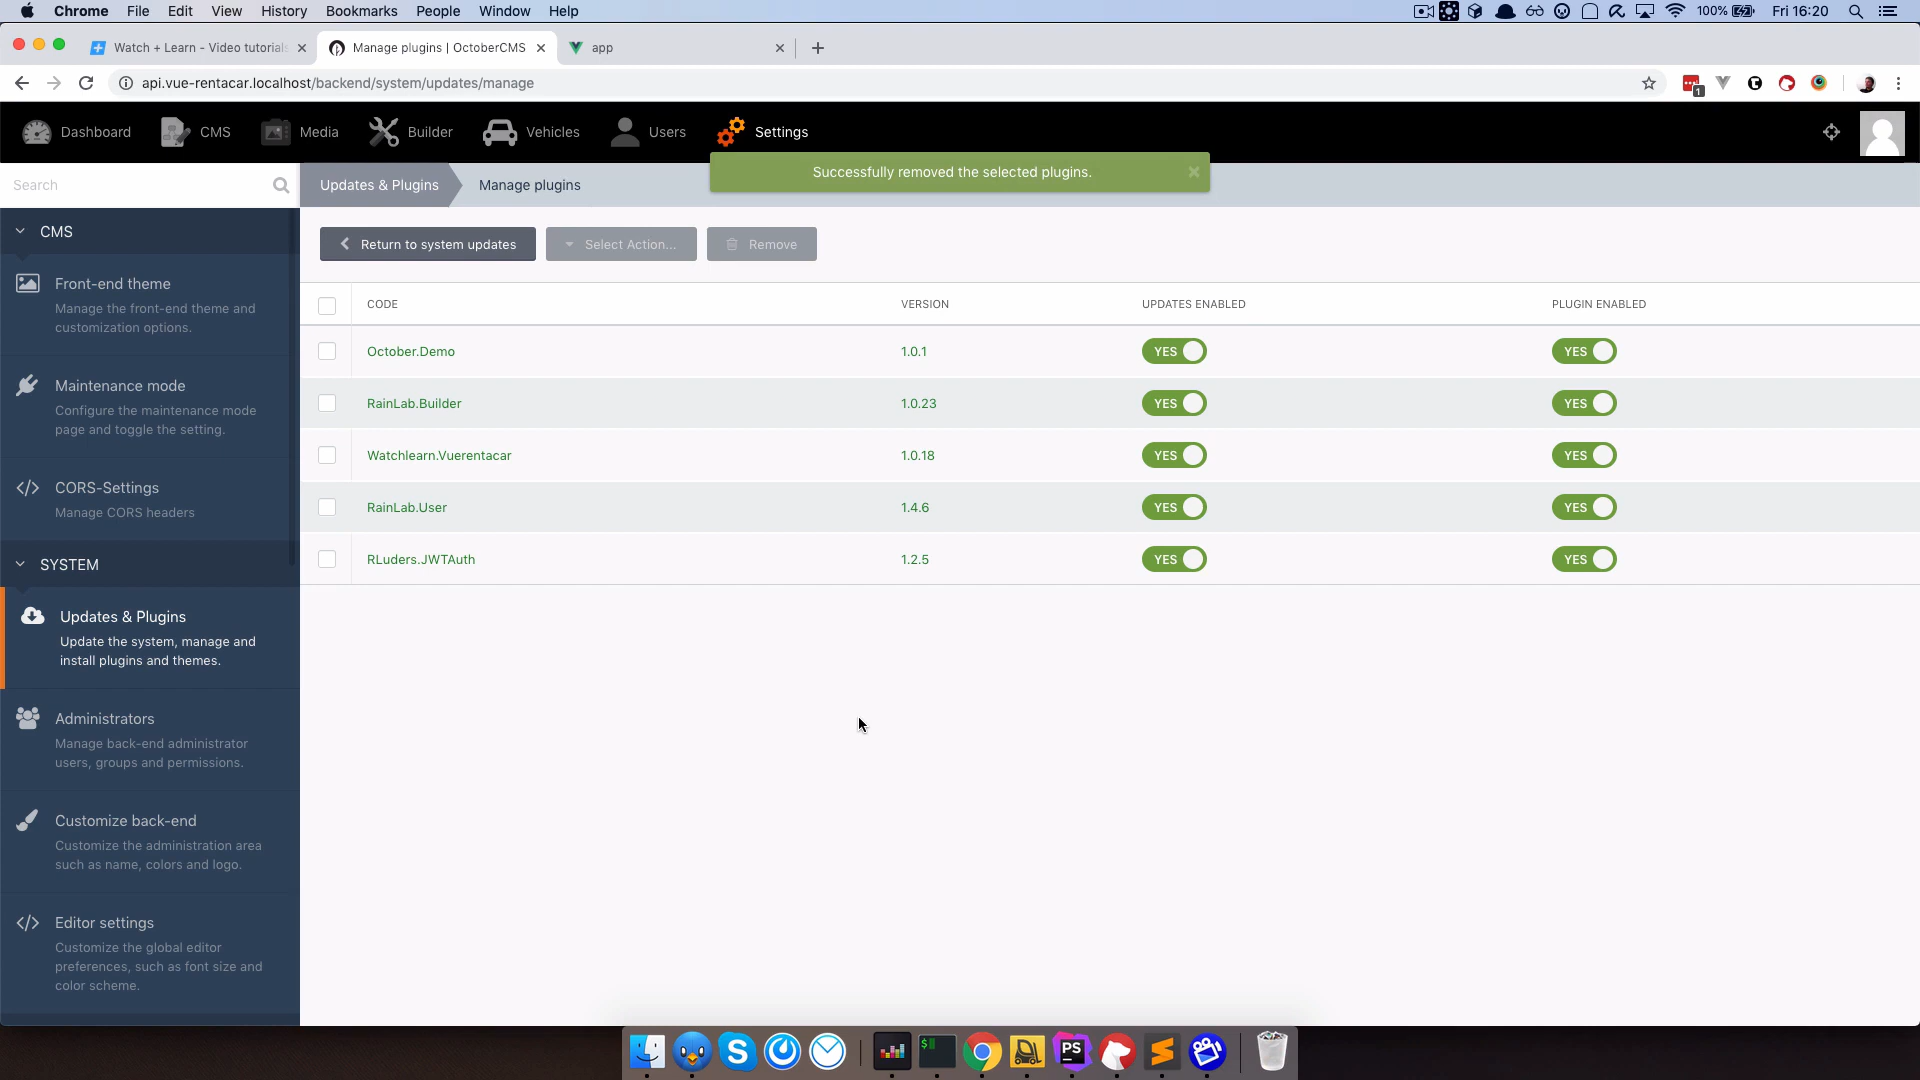 Chrome File Edit View History Bookmarks People Window Help 100% Fri 16:20
Watch + Learn - Video tutorials
Manage plugins | OctoberCMS
app
api.vue-rentacar.localhost/backend/system/updates/manage
1
Dashboard CMS Media Builder Vehicles Users Settings
Successfully removed the selected plugins.
Search
Updates & Plugins
Manage plugins
CMS
Front-end theme
Manage the front-end theme and
customization options.
Maintenance mode
Configure the maintenance mode
page and toggle the setting.
CORS-Settings
Manage CORS headers
SYSTEM
Updates & Plugins
Update the system, manage and
install plugins and themes.
Administrators
Manage back-end administrator
users, groups and permissions.
Customize back-end
Customize the administration area
such as name, colors and logo.
Editor settings
Customize the global editor
preferences, such as font size and
color scheme.
Return to system updates
Select Action...
Remove
CODE VERSION UPDATES ENABLED PLUGIN ENABLED
October.Demo 1.0.1 YES YES
RainLab.Builder 1.0.23 YES YES
Watchlearn.Vuerentacar 1.0.18 YES YES
RainLab.User 1.4.6 YES YES
RLuders.JWTAuth 1.2.5 YES YES
$
PS